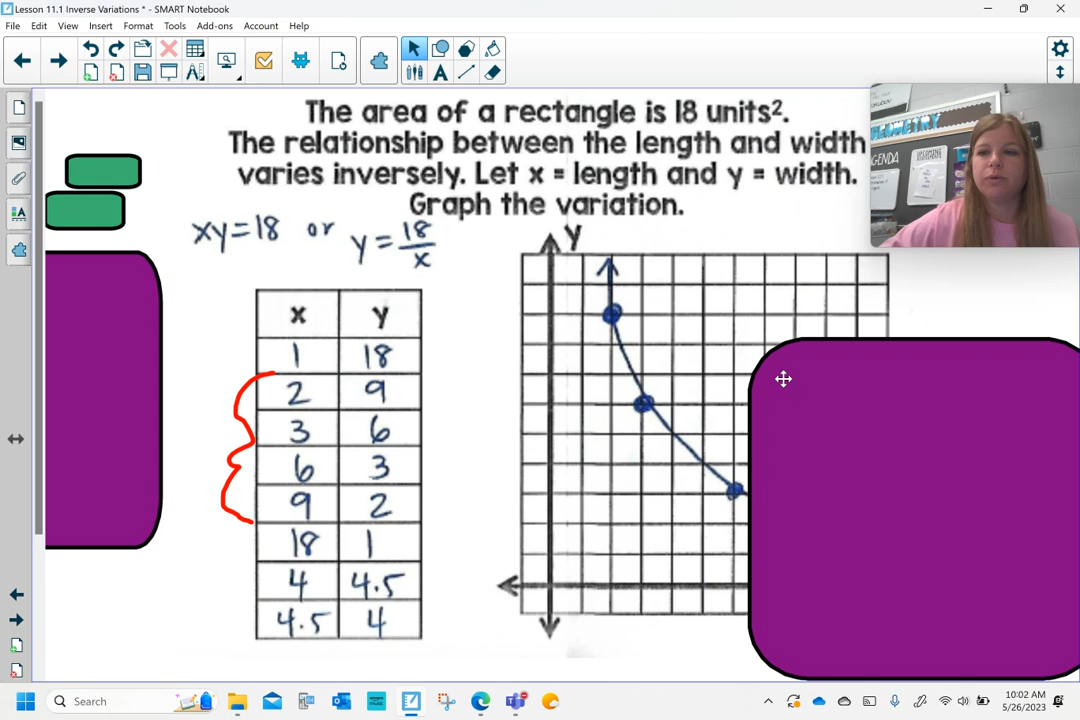 Lesson 11.1 Inverse Variations * - SMART Notebook
File Edit View Insert Format Tools Add-ons Account Help
The area of a rectangle is 18 units².
The relationship between the length and width
varies inversely. Let x = length and y = width.
Graph the variation.
xy=18 or y=18/x
y
x y
1 18
2 9
3 6
6 3
9 2
18 1
4 4.5
4.5 4
GEOMETRY
AGENDA
Search
10:02 AM
5/26/2023